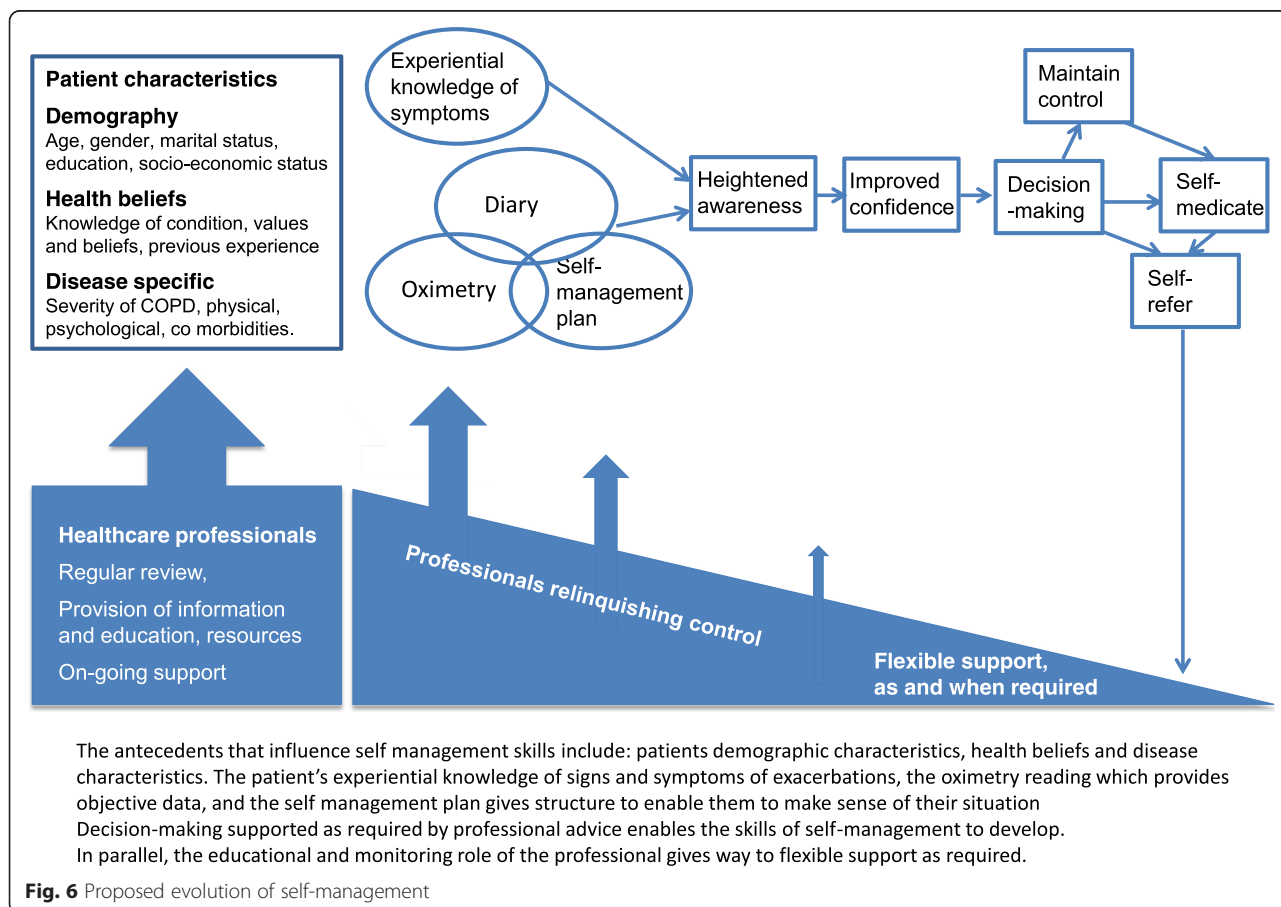 Patient characteristics
Demography
Age, gender, marital status,
education, socio-economic status
Health beliefs
Knowledge of condition, values
and beliefs, previous experience
Disease specific
Severity of COPD, physical,
psychological, co morbidities.
Experiential
knowledge of
symptoms
Diary
Oximetry
Self-
management
plan
Heightened
awareness
Improved
confidence
Decision
-making
Maintain
control
Self-
medicate
Self-
refer
Healthcare professionals
Regular review,
Provision of information
and education, resources
On-going support
Professionals relinquishing control
Flexible support,
as and when required
The antecedents that influence self management skills include: patients demographic characteristics, health beliefs and disease
characteristics. The patient’s experiential knowledge of signs and symptoms of exacerbations, the oximetry reading which provides
objective data, and the self management plan gives structure to enable them to make sense of their situation
Decision-making supported as required by professional advice enables the skills of self-management to develop.
In parallel, the educational and monitoring role of the professional gives way to flexible support as required.
Fig. 6 Proposed evolution of self-management